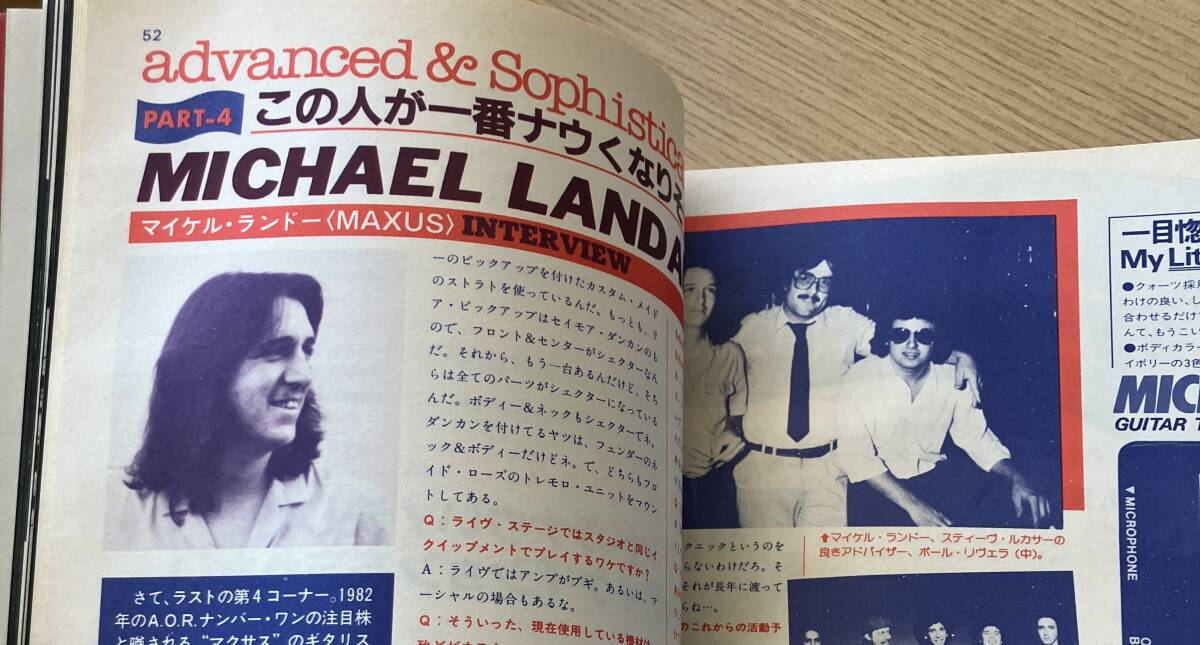 52
advanced & Sophistica
PART-4
この人が一番ナウくなりそ
MICHAEL LANDA
マイケル・ランドー〈MAXUS〉INTERVIEW
さて、ラストの第4コーナー。1982
年のA.O.R.ナンバー・ワンの注目株
と噂される“マクサス”のギタリス
ーのピックアップを付けたカスタム・メイド
のストラトを使っているんだ。もっとも、リ
ア・ピックアップはセイモア・ダンカンのも
ので、フロント&センターがシェクターなん
だ。それから、もう一台あるんだけど、そち
らは全てのパーツがシェクターになっている
んだ。ボディー&ネックもシェクターでネ。
ダンカンを付けてるヤツは、フェンダーのネ
ック&ボディーだけどネ。で、どちらもフロ
イド・ローズのトレモロ・ユニットをマウン
トしてある。
Q：ライヴ・ステージではスタジオと同じイ
クイップメントでプレイするワケですか？
A：ライヴではアンプがブギ。あるいは、マ
ーシャルの場合もあるな。
Q：そういった、現在使用している機材は
⬆マイケル・ランドー、スティーヴ・ルカサーの
良きアドバイザー、ポール・リヴェラ（中）。
クニックというのを
らないわけだろ。そ
それが長年に渡って
らね…。
のこれからの活動予
一目惚
My Lit
●クォーツ採用
わけの良い、し
合わせるだけ
んて、もうこい
●ボディカラー
イボリーの3色
MIC
GUITAR T
▼MICROPHONE